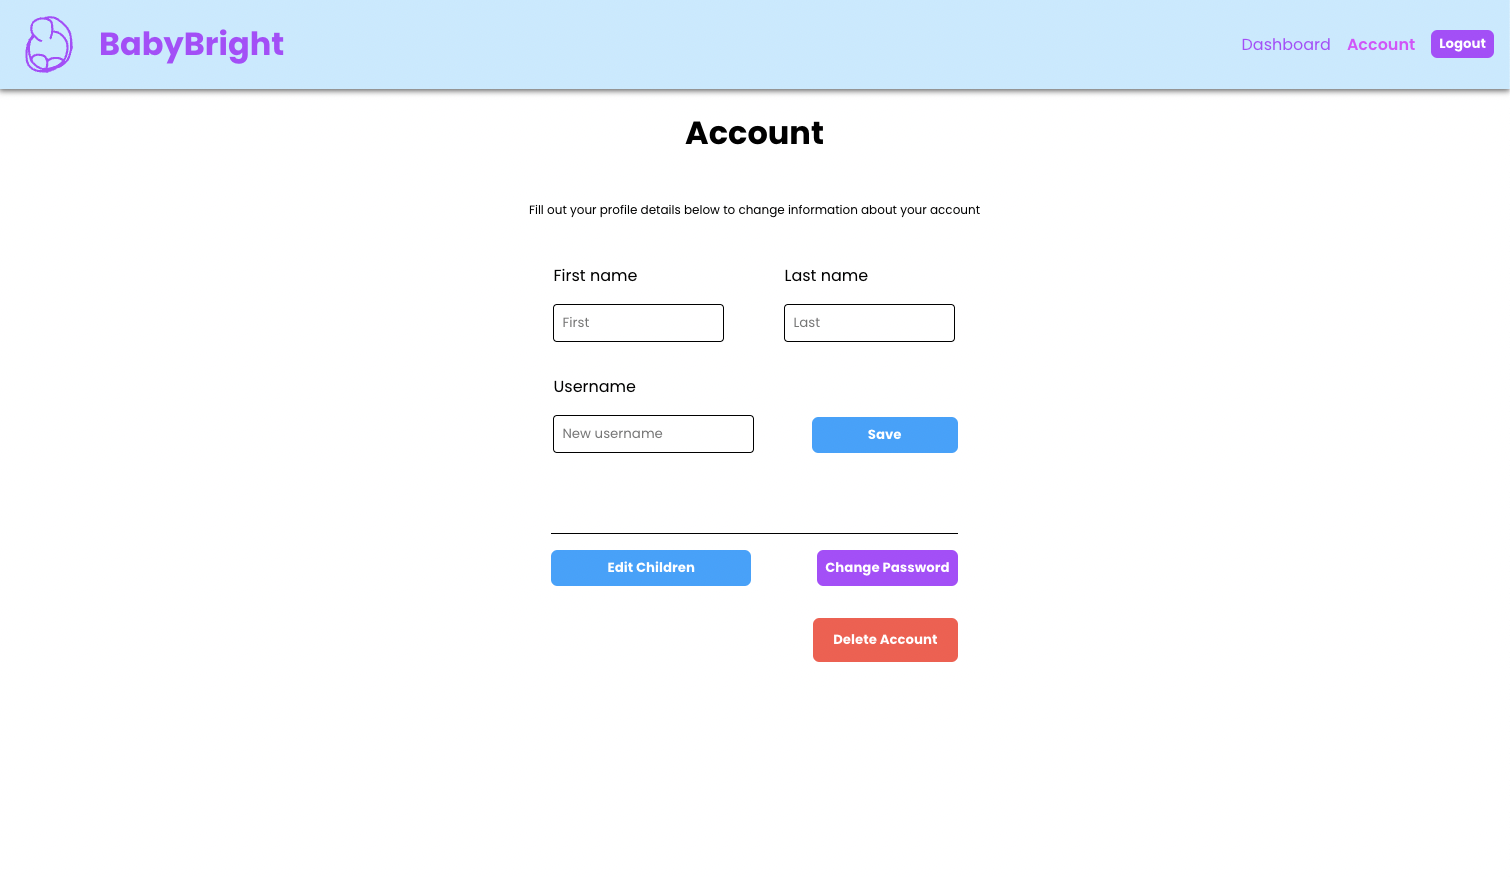 BabyBright
Dashboard Account Logout
Account
Fill out your profile details below to change information about your account
First name Last name
First Last
Username
New username Save
Edit Children Change Password
Delete Account